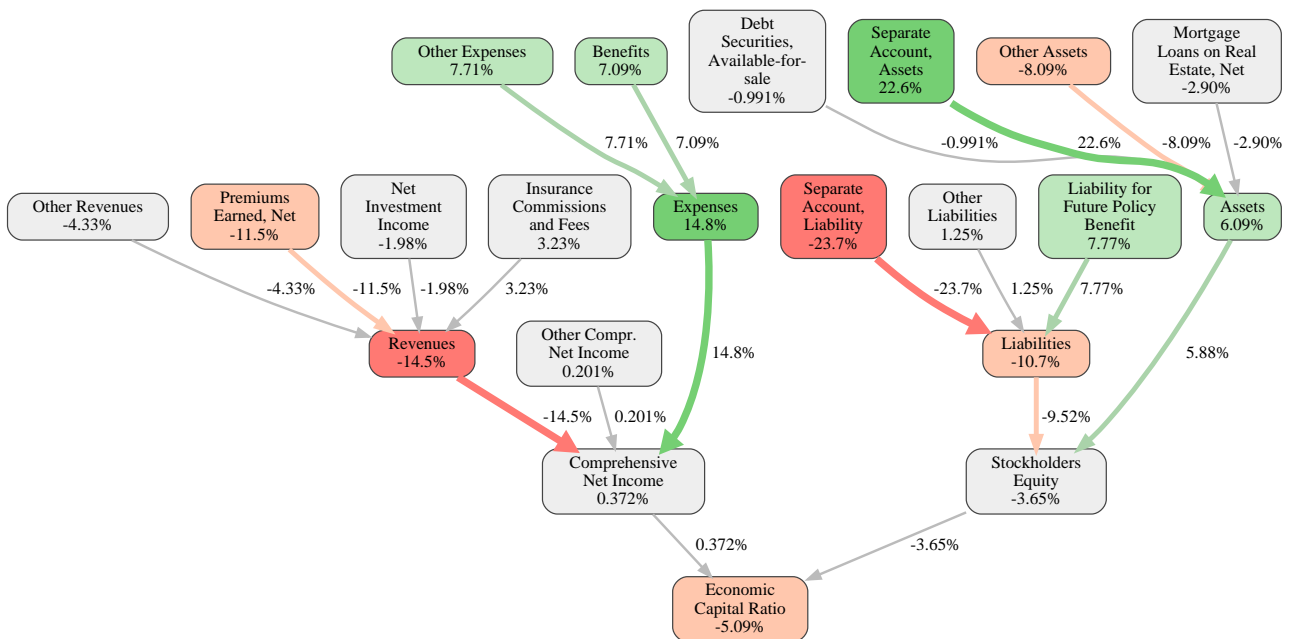 Other Expenses
7.71%
Benefits
7.09%
Debt
Securities,
Available-for-
sale
-0.991%
Separate
Account,
Assets
22.6%
Other Assets
-8.09%
Mortgage
Loans on Real
Estate, Net
-2.90%
7.71%
7.09%
-0.991%
22.6%
-8.09%
-2.90%
Other Revenues
-4.33%
Premiums
Earned, Net
-11.5%
Net
Investment
Income
-1.98%
Insurance
Commissions
and Fees
3.23%
Expenses
14.8%
Separate
Account,
Liability
-23.7%
Other
Liabilities
1.25%
Liability for
Future Policy
Benefit
7.77%
Assets
6.09%
-4.33%
-11.5%
-1.98%
3.23%
-23.7%
1.25%
7.77%
Revenues
-14.5%
Other Compr.
Net Income
0.201%
14.8%
Liabilities
-10.7%
5.88%
-14.5%
0.201%
-9.52%
Comprehensive
Net Income
0.372%
Stockholders
Equity
-3.65%
0.372%
-3.65%
Economic
Capital Ratio
-5.09%